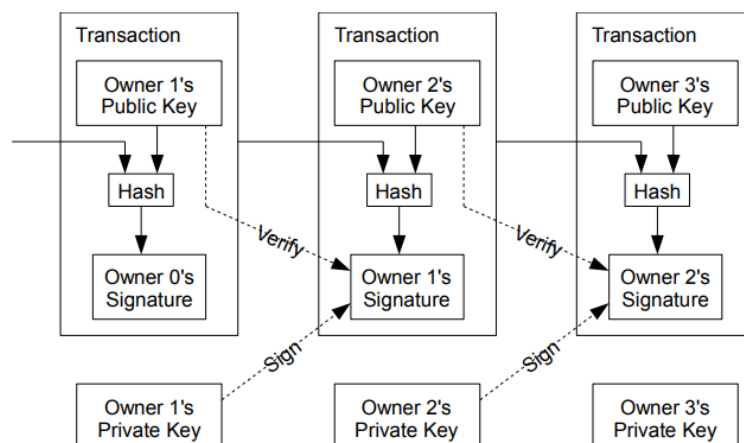 Transaction
Transaction
Transaction
Owner 1's
Public Key
Owner 2's
Public Key
Owner 3's
Public Key
Hash
Hash
Hash
Verify
Verify
Owner 0's
Signature
Owner 1's
Signature
Owner 2's
Signature
Sign
Sign
Owner 1's
Private Key
Owner 2's
Private Key
Owner 3's
Private Key